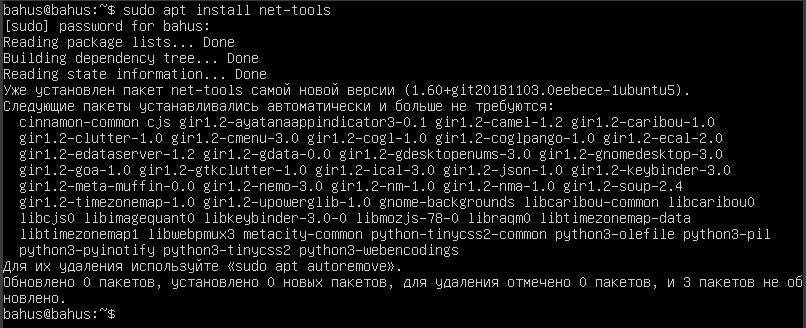 bahus@bahus:~$ sudo apt install net-tools
[sudo] password for bahus:
Reading package lists... Done
Building dependency tree... Done
Reading state information... Done
Уже установлен пакет net-tools самой новой версии (1.60+git20181103.0eebece-1ubuntu5).
Следующие пакеты устанавливались автоматически и больше не требуются:
  cinnamon-common cjs gir1.2-ayatanaappindicator3-0.1 gir1.2-camel-1.2 gir1.2-caribou-1.0
  gir1.2-clutter-1.0 gir1.2-cmenu-3.0 gir1.2-cogl-1.0 gir1.2-coglpango-1.0 gir1.2-ecal-2.0
  gir1.2-edataserver-1.2 gir1.2-gdata-0.0 gir1.2-gdesktopenums-3.0 gir1.2-gnomedesktop-3.0
  gir1.2-goa-1.0 gir1.2-gtkclutter-1.0 gir1.2-ical-3.0 gir1.2-json-1.0 gir1.2-keybinder-3.0
  gir1.2-meta-muffin-0.0 gir1.2-nemo-3.0 gir1.2-nm-1.0 gir1.2-nma-1.0 gir1.2-soup-2.4
  gir1.2-timezonemap-1.0 gir1.2-upowerglib-1.0 gnome-backgrounds libcaribou-common libcaribou0
  libcjs0 libimagequant0 libkeybinder-3.0-0 libmozjs-78-0 libraqm0 libtimezonemap-data
  libtimezonemap1 libwebpmux3 metacity-common python-tinycss2-common python3-olefile python3-pil
  python3-pyinotify python3-tinycss2 python3-webencodings
Для их удаления используйте «sudo apt autoremove».
Обновлено 0 пакетов, установлено 0 новых пакетов, для удаления отмечено 0 пакетов, и 3 пакетов не об
новлено.
bahus@bahus:~$